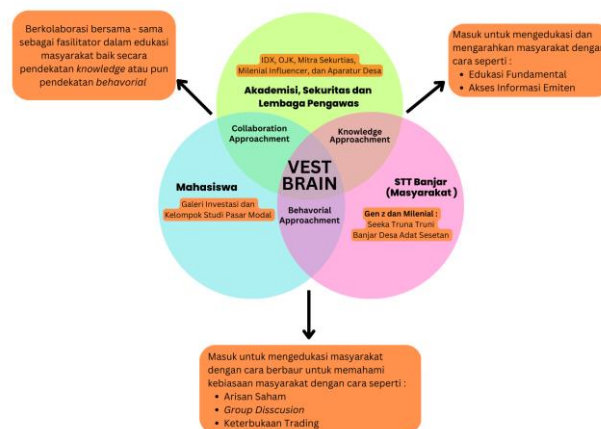 Berkolaborasi bersama - sama
sebagai fasilitator dalam edukasi
masyarakat baik secara
pendekatan knowledge atau pun
pendekatan behavorial
IDX, OJK, Mitra Sekurtias,
Milenial Influencer, dan Aparatur Desa
Akademisi, Sekuritas dan
Lembaga Pengawas
Masuk untuk mengedukasi dan
mengarahkan masyarakat dengan
cara seperti :
Edukasi Fundamental
Akses Informasi Emiten
Collaboration
Approachment
Knowledge
Approachment
VEST
BRAIN
Mahasiswa
Galeri Investasi dan
Kelompok Studi Pasar Modal
Behavorial
Approachment
STT Banjar
(Masyarakat )
Gen z dan Milenial :
Seeka Truna Truni
Banjar Desa Adat Sesetan
Masuk untuk mengedukasi masyarakat
dengan cara berbaur untuk memahami
kebiasaan masyarakat dengan cara seperti :
Arisan Saham
Group Disscusion
Keterbukaan Trading